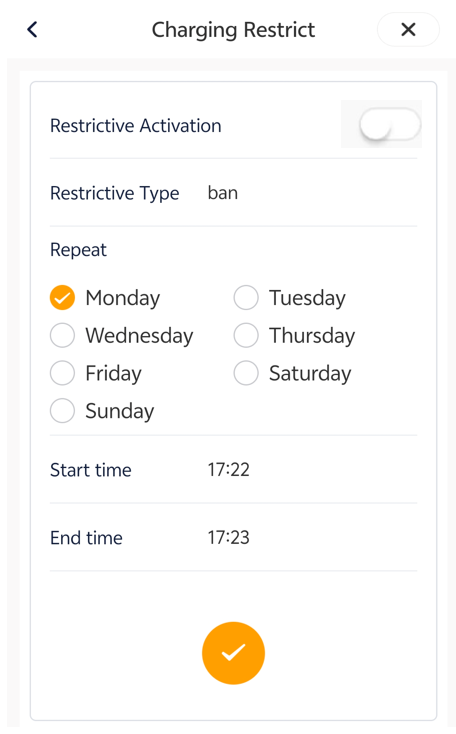 Charging Restrict
Restrictive Activation
Restrictive Type ban
Repeat
Monday Tuesday
Wednesday Thursday
Friday Saturday
Sunday
Start time 17:22
End time 17:23